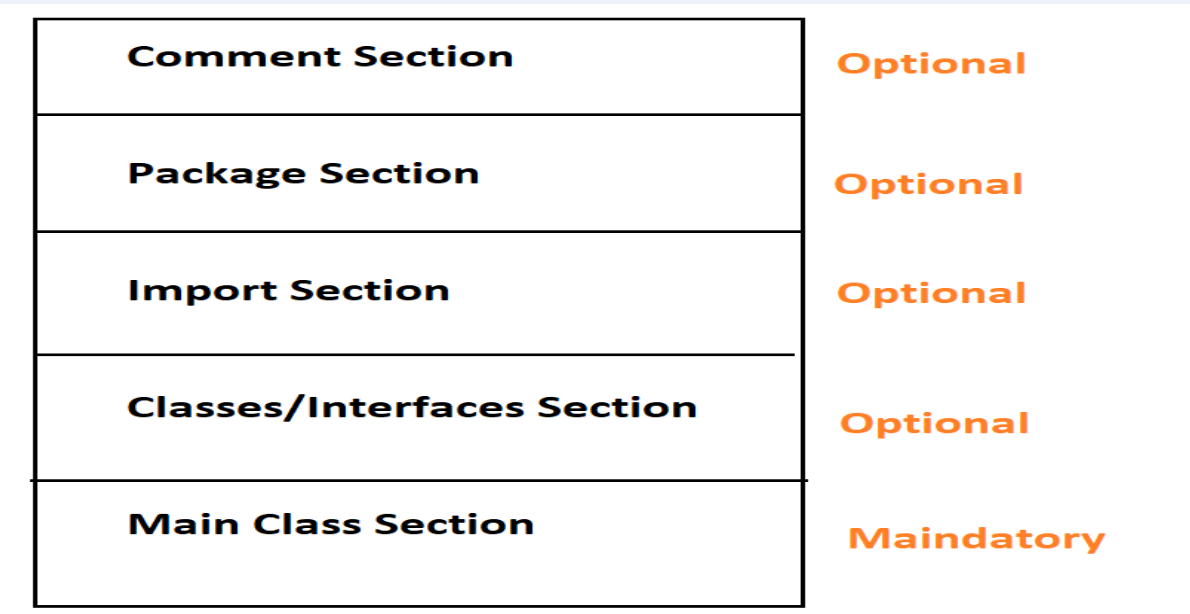 Comment Section
Optional
Package Section
Optional
Import Section
Optional
Classes/Interfaces Section
Optional
Main Class Section
Maindatory